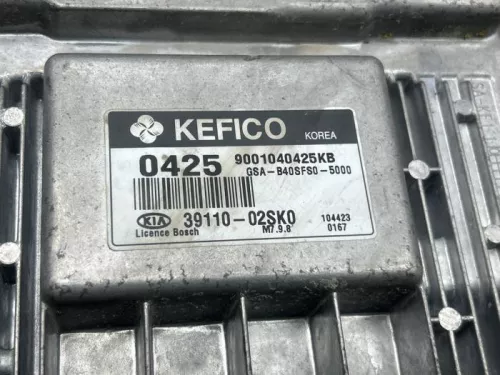 KEFICO KOREA
0425 9001040425KB
GSA-B40SFS0-5000
KIA 39110-02SK0 104423
Licence Bosch M7.9.8 0167